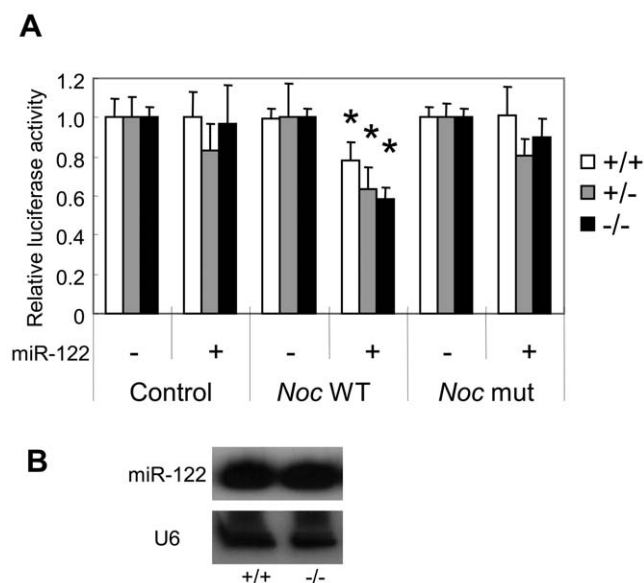 A
Relative luciferase activity
1.2
1.0
0.8
0.6
0.4
0.2
0
* * *
+/+
+/-
-/-
miR-122 - + - + - +
Control Noc WT Noc mut
B
miR-122
U6
+/+ -/-